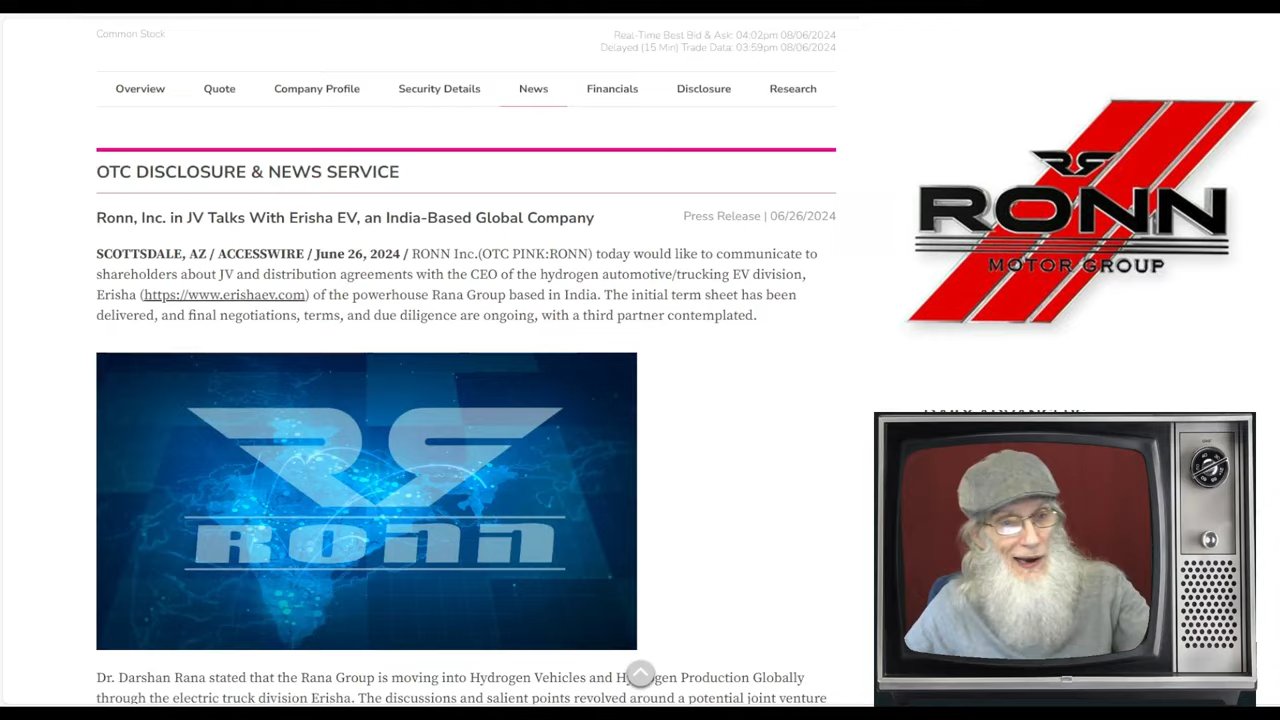 Common Stock
Real-Time Best Bid & Ask: 04:02pm 08/06/2024
Delayed (15 Min) Trade Data: 03:59pm 08/06/2024
Overview Quote Company Profile Security Details News Financials Disclosure Research
OTC DISCLOSURE & NEWS SERVICE
Ronn, Inc. in JV Talks With Erisha EV, an India-Based Global Company
Press Release | 06/26/2024
SCOTTSDALE, AZ / ACCESSWIRE / June 26, 2024 / RONN Inc.(OTC PINK:RONN) today would like to communicate to
shareholders about JV and distribution agreements with the CEO of the hydrogen automotive/trucking EV division,
Erisha (https://www.erishaev.com) of the powerhouse Rana Group based in India. The initial term sheet has been
delivered, and final negotiations, terms, and due diligence are ongoing, with a third partner contemplated.
RONN
Dr. Darshan Rana stated that the Rana Group is moving into Hydrogen Vehicles and Hydrogen Production Globally
through the electric truck division Erisha. The discussions and salient points revolved around a potential joint venture
RONN
MOTOR GROUP